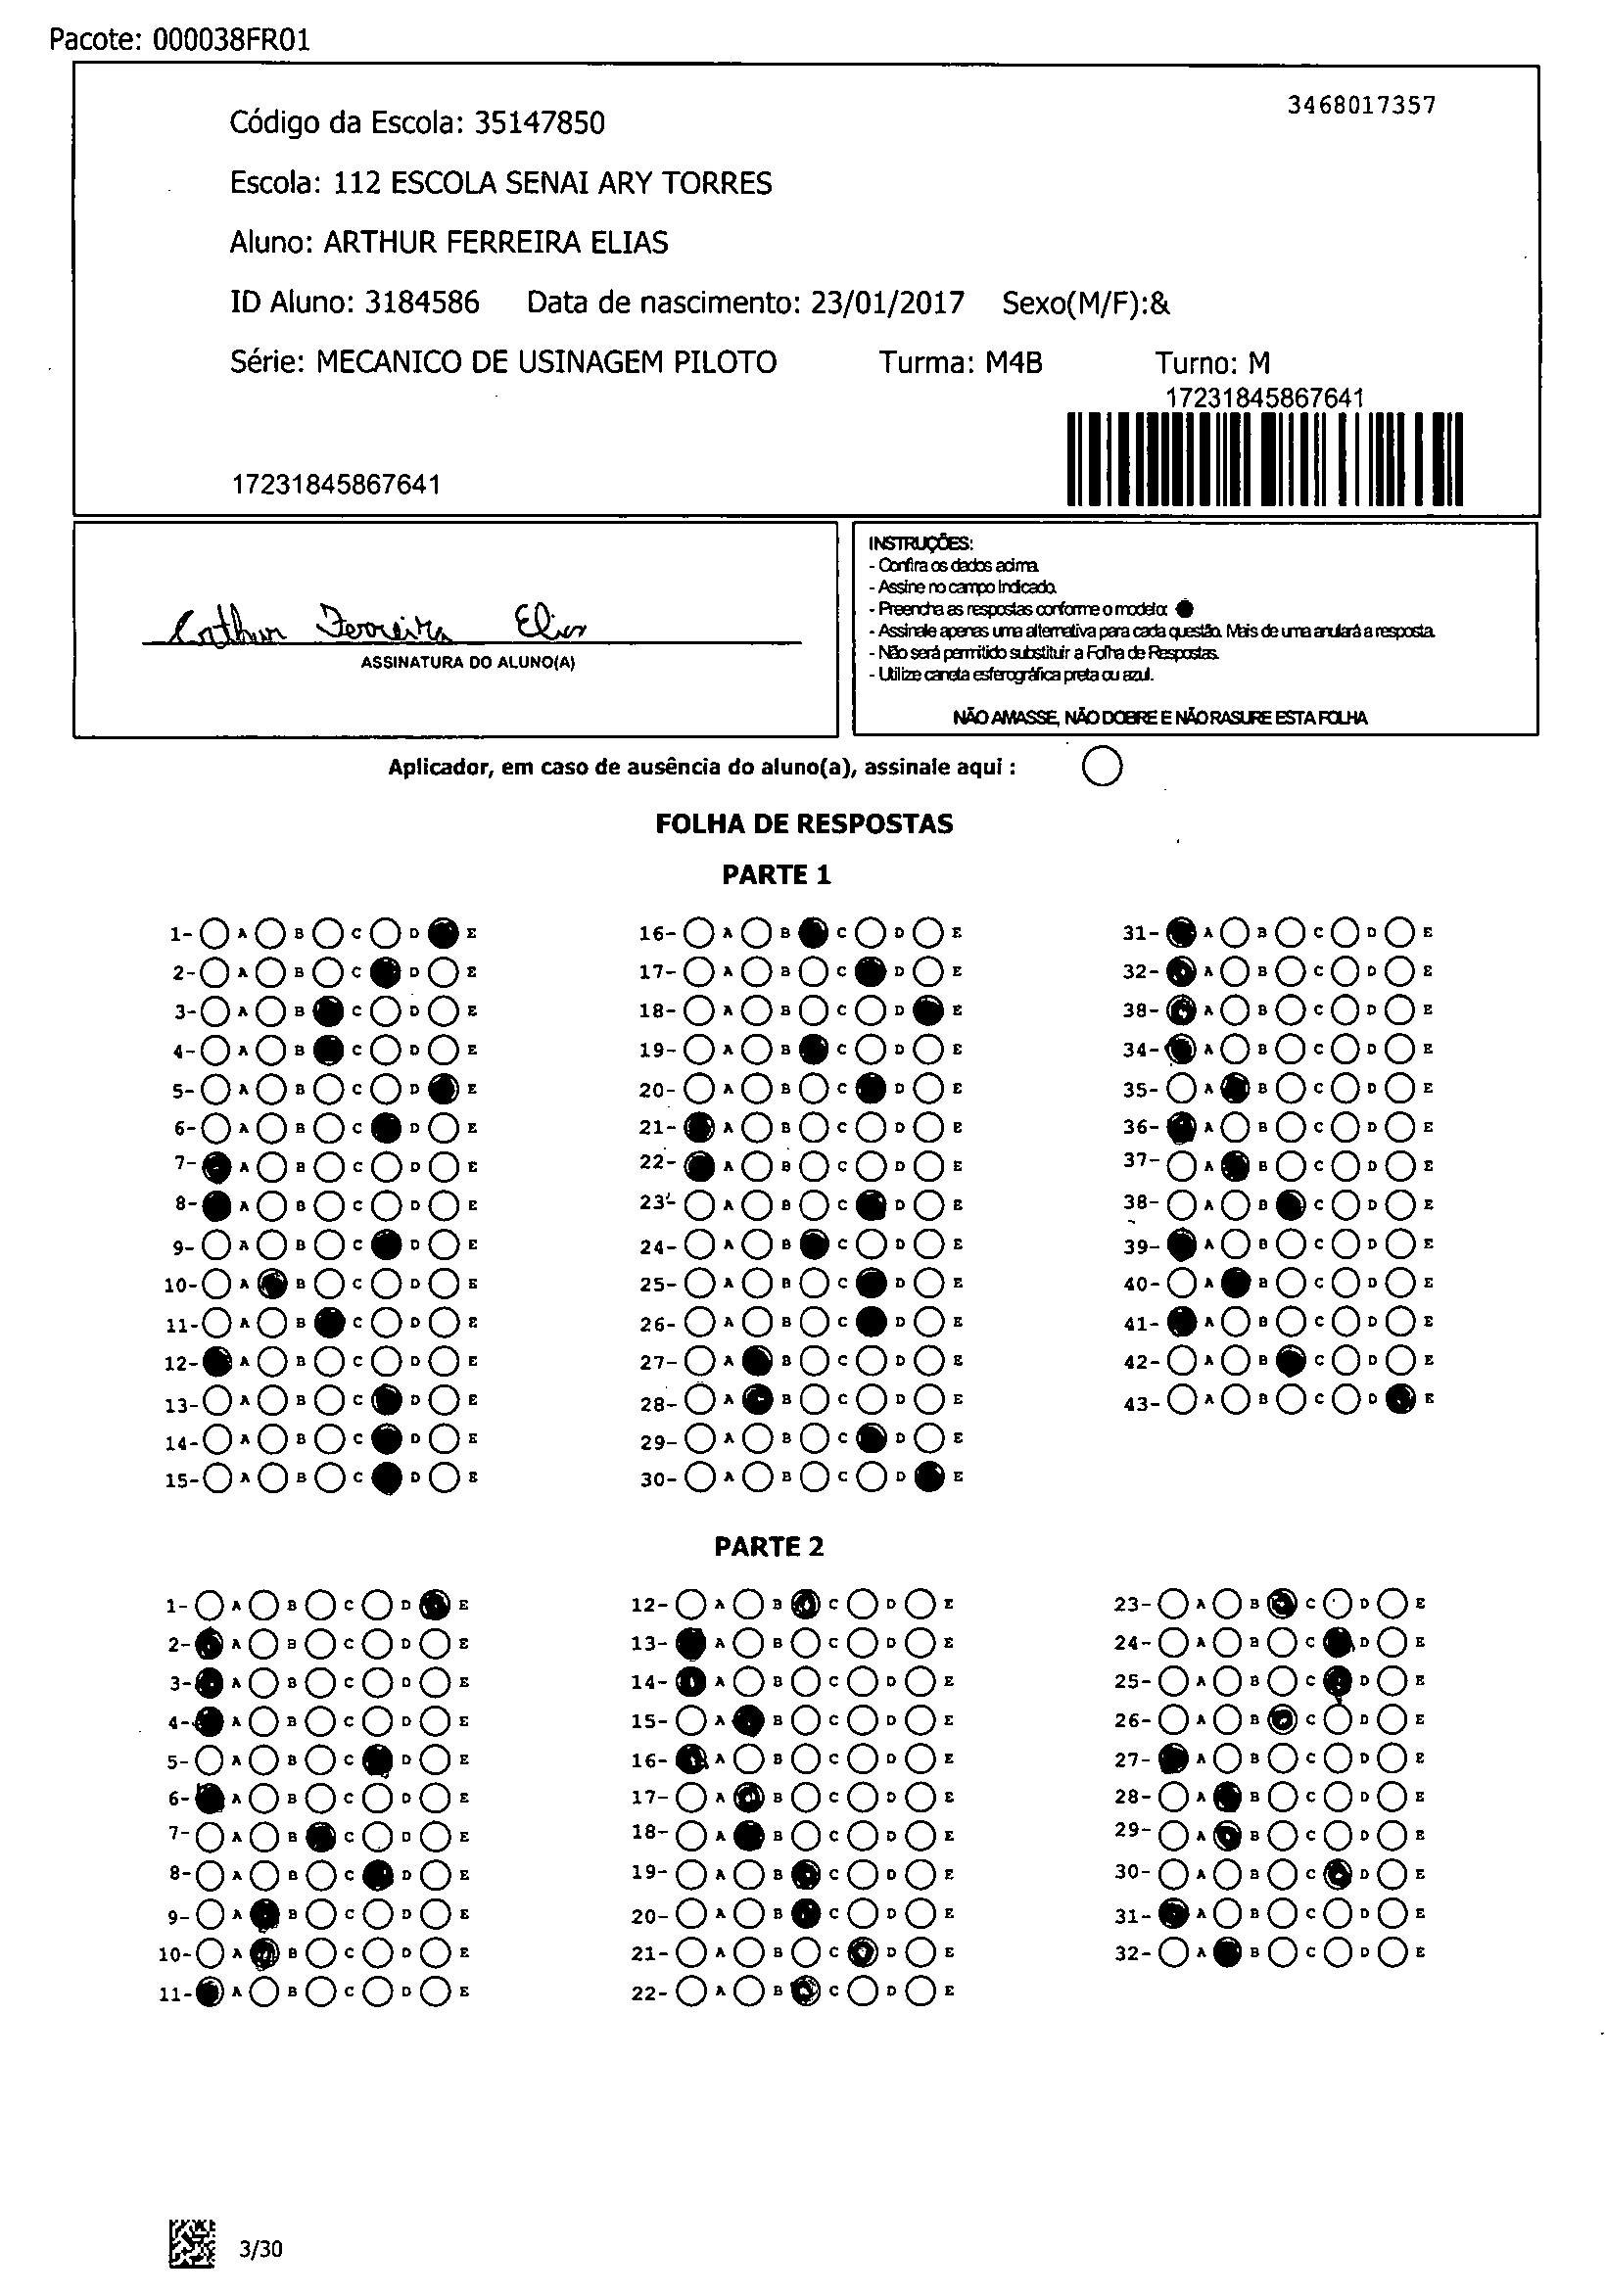 Pacote: 000038FR01
3468017357
Código da Escola: 35147850
Escola: 112 ESCOLA SENAI ARY TORRES
Aluno: ARTHUR FERREIRA ELIAS
ID Aluno: 3184586 Data de nascimento: 23/01/2017 Sexo(M/F):&
Série: MECANICO DE USINAGEM PILOTO Turma: M4B Turno: M
17231845867641
17231845867641
Arthur Ferreira Elias
ASSINATURA DO ALUNO(A)
INSTRUÇÕES:
- Confira os dados acima.
- Assine no campo indicado.
- Preencha as respostas conforme o modelo:
- Assinale apenas uma alternativa para cada questão. Mais de uma anulará a resposta.
- Não será permitido substituir a Folha de Respostas.
- Utilize caneta esferográfica preta ou azul.
NÃO AMASSE, NÃO DOBRE E NÃO RASURE ESTA FOLHA
Aplicador, em caso de ausência do aluno(a), assinale aqui :
FOLHA DE RESPOSTAS
PARTE 1
1- A B C D E 16- A B C D E 31- A B C D E
2- A B C D E 17- A B C D E 32- A B C D E
3- A B C D E 18- A B C D E 38- A B C D E
4- A B C D E 19- A B C D E 34- A B C D E
5- A B C D E 20- A B C D E 35- A B C D E
6- A B C D E 21- A B C D E 36- A B C D E
7- A B C D E 22- A B C D E 37- A B C D E
8- A B C D E 23- A B C D E 38- A B C D E
9- A B C D E 24- A B C D E 39- A B C D E
10- A B C D E 25- A B C D E 40- A B C D E
11- A B C D E 26- A B C D E 41- A B C D E
12- A B C D E 27- A B C D E 42- A B C D E
13- A B C D E 28- A B C D E 43- A B C D E
14- A B C D E 29- A B C D E
15- A B C D E 30- A B C D E
PARTE 2
1- A B C D E 12- A B C D E 23- A B C D E
2- A B C D E 13- A B C D E 24- A B C D E
3- A B C D E 14- A B C D E 25- A B C D E
4- A B C D E 15- A B C D E 26- A B C D E
5- A B C D E 16- A B C D E 27- A B C D E
6- A B C D E 17- A B C D E 28- A B C D E
7- A B C D E 18- A B C D E 29- A B C D E
8- A B C D E 19- A B C D E 30- A B C D E
9- A B C D E 20- A B C D E 31- A B C D E
10- A B C D E 21- A B C D E 32- A B C D E
11- A B C D E 22- A B C D E
3/30